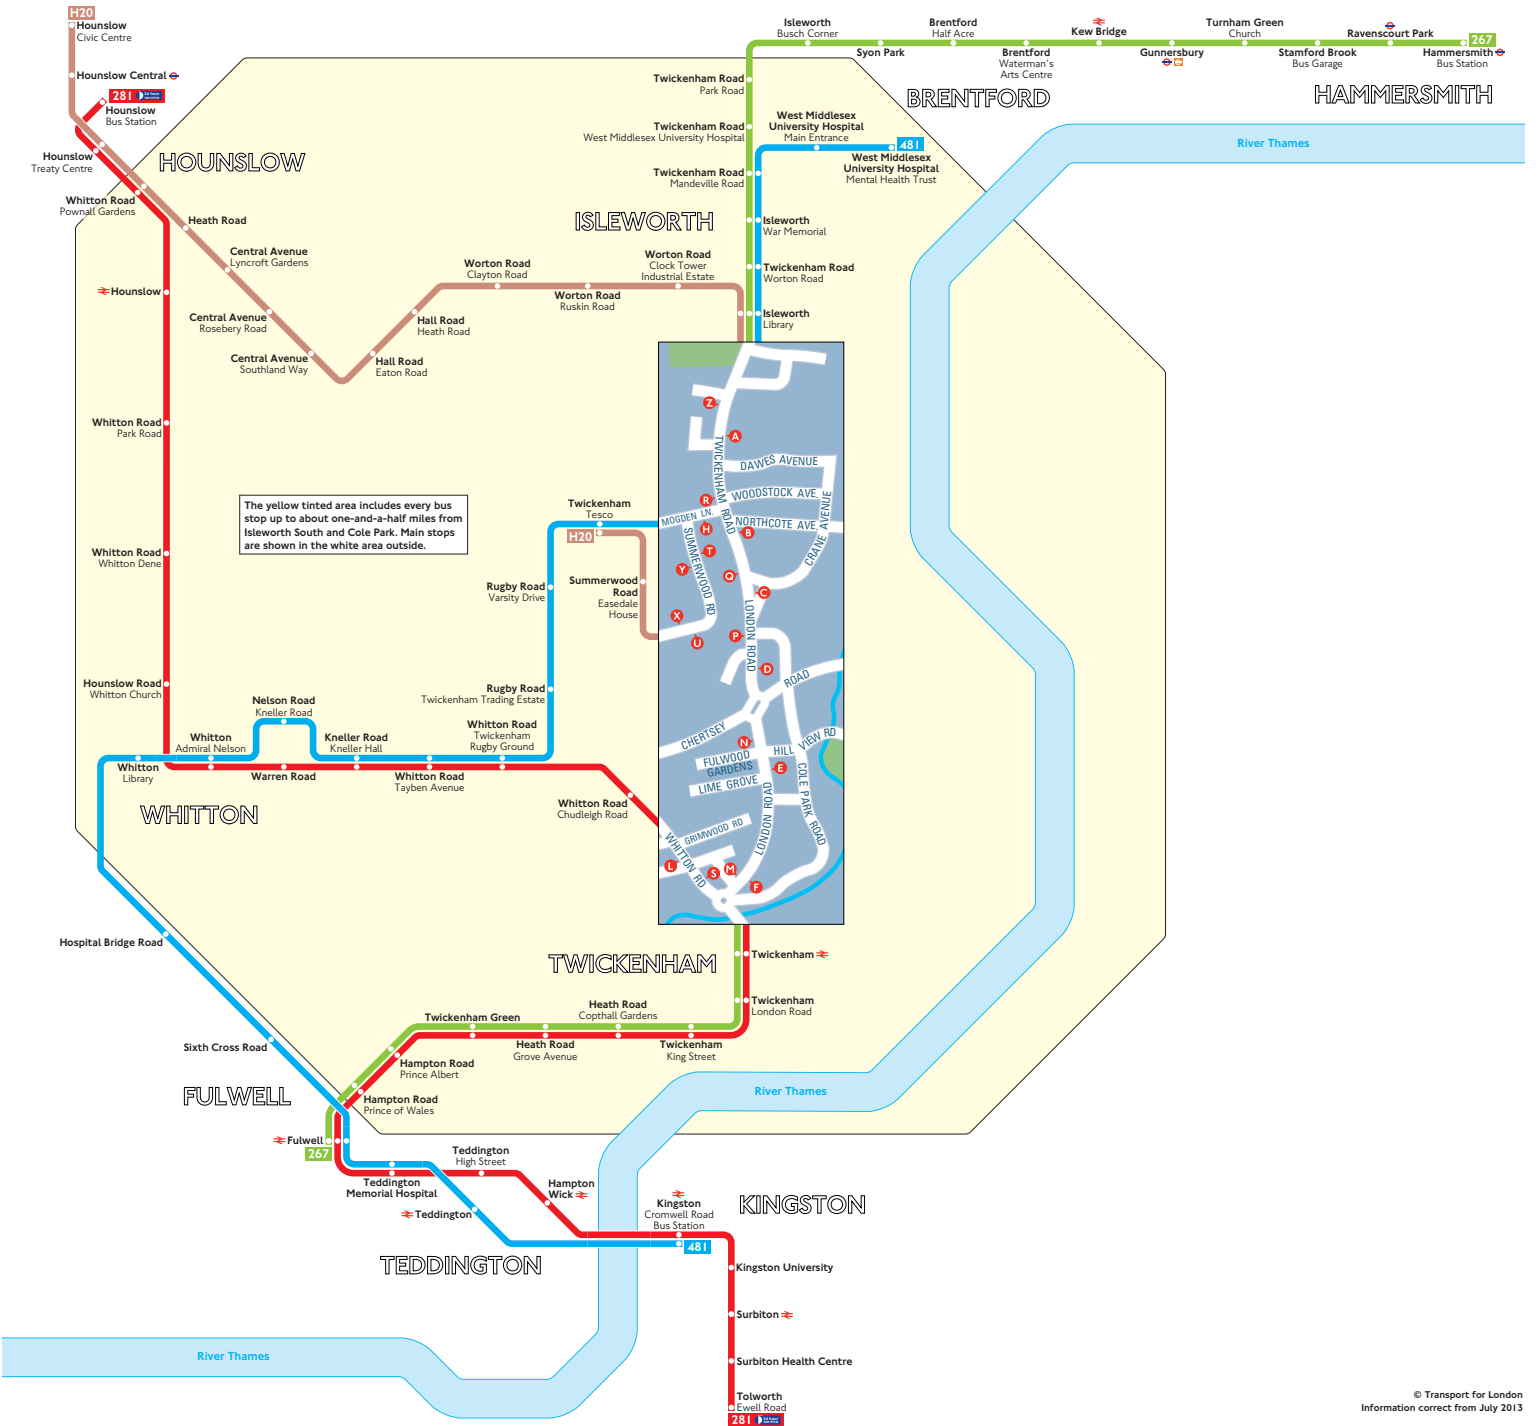 H20
Hounslow
Civic Centre
Hounslow Central
281
24 hour
service
Hounslow
Bus Station
Hounslow
Treaty Centre
HOUNSLOW
Whitton Road
Pownall Gardens
Heath Road
Central Avenue
Lyncroft Gardens
Hounslow
Central Avenue
Rosebery Road
Central Avenue
Southland Way
Hall Road
Eaton Road
Hall Road
Heath Road
Worton Road
Clayton Road
Worton Road
Ruskin Road
Worton Road
Clock Tower
Industrial Estate
Isleworth
Busch Corner
Syon Park
Brentford
Half Acre
Brentford
Waterman's
Arts Centre
Kew Bridge
Gunnersbury
Turnham Green
Church
Stamford Brook
Bus Garage
Ravenscourt Park
267
Hammersmith
Bus Station
BRENTFORD
HAMMERSMITH
Twickenham Road
Park Road
Twickenham Road
West Middlesex University Hospital
West Middlesex
University Hospital
Main Entrance
481
West Middlesex
University Hospital
Mental Health Trust
River Thames
Twickenham Road
Mandeville Road
ISLEWORTH
Isleworth
War Memorial
Twickenham Road
Worton Road
Isleworth
Library
Z
A
TWICKENHAM ROAD
DAWES AVENUE
R
WOODSTOCK AVE
MOGDEN LN.
H
NORTHCOTE AVE
B
CRANE AVENUE
SUMMERWOOD RD
T
Y
Q
C
X
LONDON ROAD
P
U
D
ROAD
CHERTSEY
N
HILL VIEW RD
FULWOOD
GARDENS
E
LIME GROVE
COLE PARK ROAD
LONDON ROAD
GRIMWOOD RD
WHITTON RD
L
S
M
F
Whitton Road
Park Road
The yellow tinted area includes every bus
stop up to about one-and-a-half miles from
Isleworth South and Cole Park. Main stops
are shown in the white area outside.
Twickenham
Tesco
H20
Whitton Road
Whitton Dene
Rugby Road
Varsity Drive
Summerwood
Road
Easedale
House
Hounslow Road
Whitton Church
Rugby Road
Twickenham Trading Estate
Nelson Road
Kneller Road
Whitton
Admiral Nelson
Kneller Road
Kneller Hall
Whitton Road
Twickenham
Rugby Ground
Whitton
Library
Warren Road
Whitton Road
Tayben Avenue
Whitton Road
Chudleigh Road
WHITTON
Hospital Bridge Road
TWICKENHAM
Twickenham
Twickenham
London Road
Heath Road
Copthall Gardens
Twickenham Green
Heath Road
Grove Avenue
Twickenham
King Street
Sixth Cross Road
Hampton Road
Prince Albert
FULWELL
Hampton Road
Prince of Wales
River Thames
Fulwell
267
Teddington
High Street
Teddington
Memorial Hospital
Hampton
Wick
Teddington
Kingston
Cromwell Road
Bus Station
KINGSTON
481
TEDDINGTON
Kingston University
Surbiton
River Thames
Surbiton Health Centre
Tolworth
Ewell Road
281
24 hour
service
© Transport for London
Information correct from July 2013